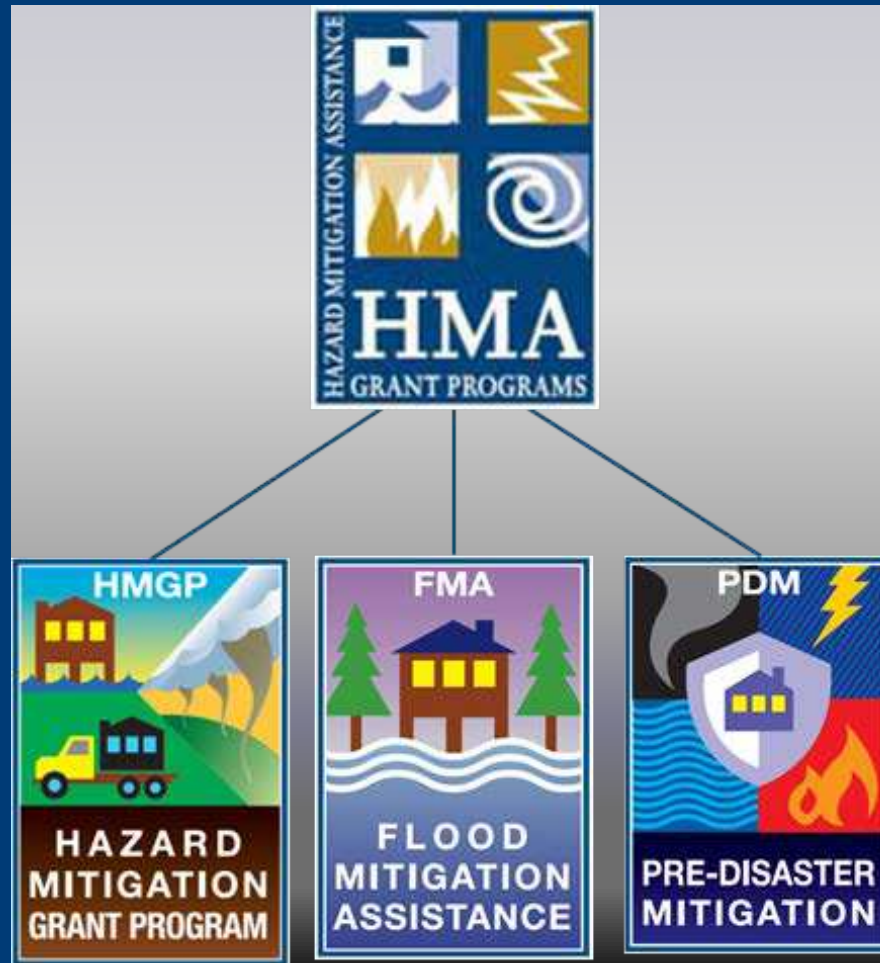 HAZARD MITIGATION ASSISTANCE
HMA
GRANT PROGRAMS
HMGP
HAZARD
MITIGATION
GRANT PROGRAM
FMA
FLOOD
MITIGATION
ASSISTANCE
PDM
PRE-DISASTER
MITIGATION